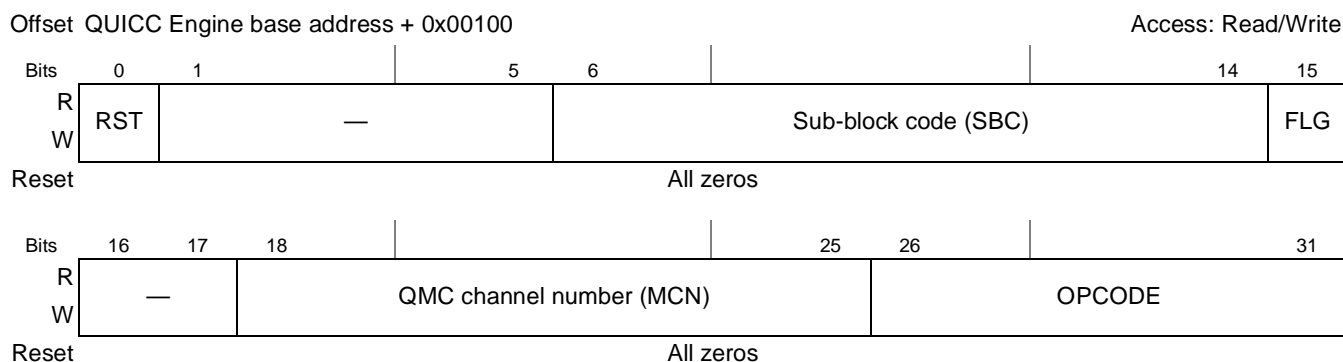 Offset QUICC Engine base address + 0x00100 Access: Read/Write
Bits 0 1 5 6 14 15
R
RST — Sub-block code (SBC) FLG
W
Reset All zeros
Bits 16 17 18 25 26 31
R
— QMC channel number (MCN) OPCODE
W
Reset All zeros